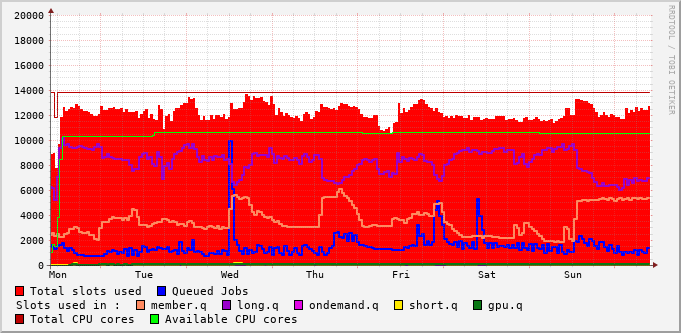 20000
18000
16000
14000
12000
10000
8000
6000
4000
2000
0
Mon Tue Wed Thu Fri Sat Sun
Total slots used Queued Jobs
Slots used in : member.q long.q ondemand.q short.q gpu.q
Total CPU cores Available CPU cores
RRDTOOL / TOBI OETIKER